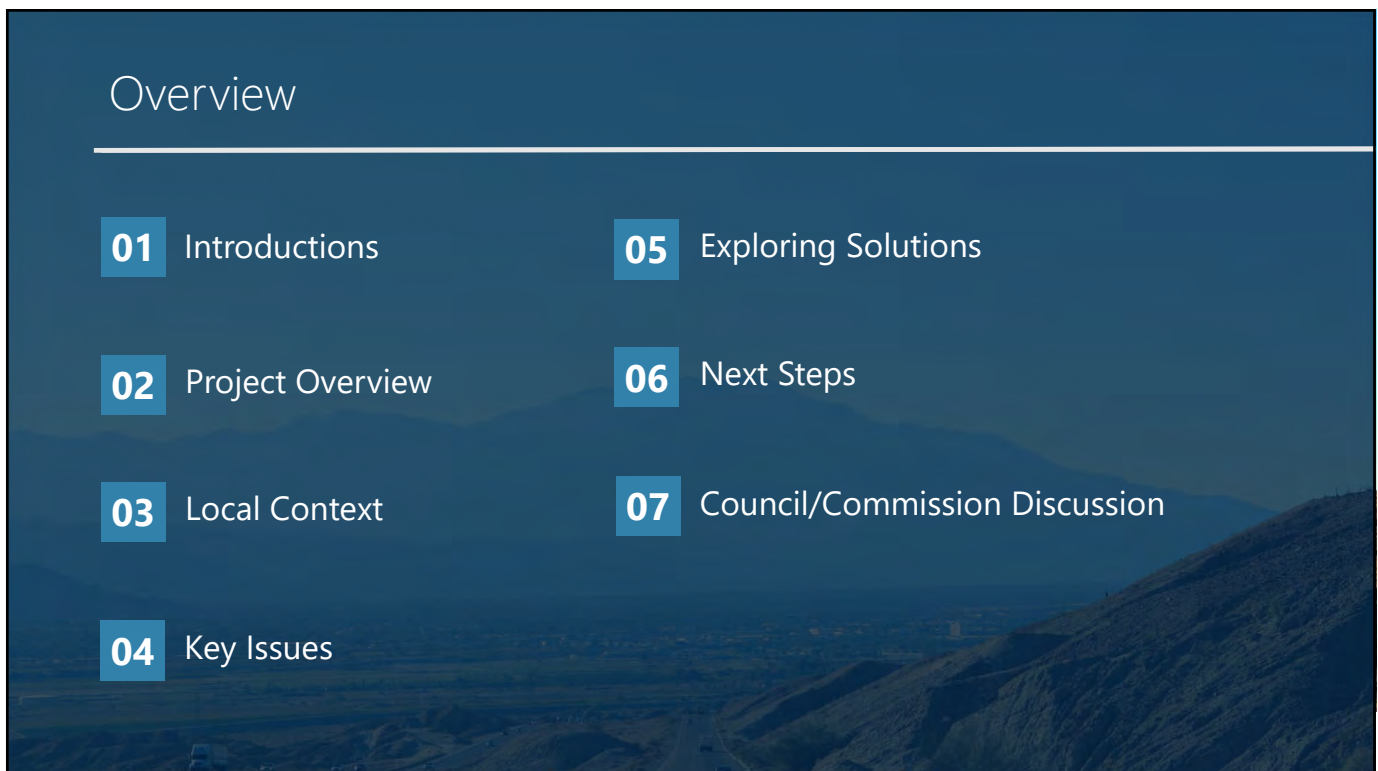 Overview
01 Introductions
02 Project Overview
03 Local Context
04 Key Issues
05 Exploring Solutions
06 Next Steps
07 Council/Commission Discussion